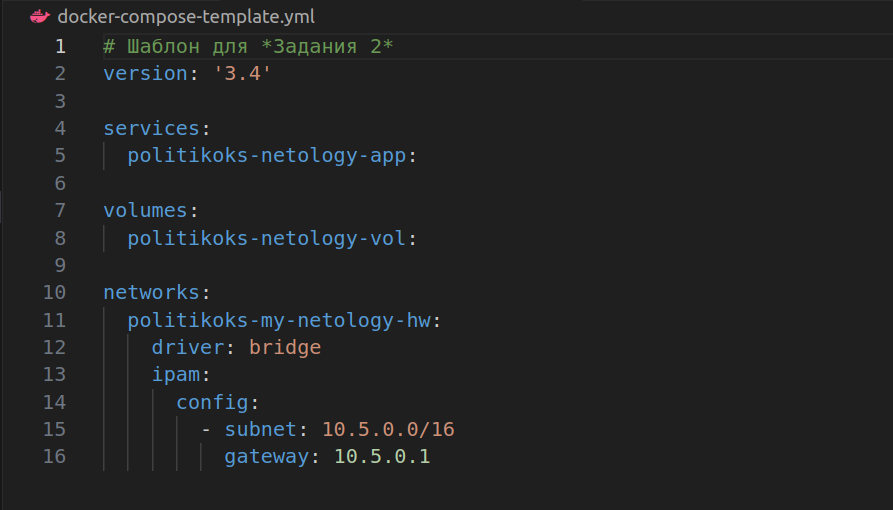 docker-compose-template.yml
1 # Шаблон для *Задания 2*
2 version: '3.4'
3
4 services:
5   politikoks-netology-app:
6
7 volumes:
8   politikoks-netology-vol:
9
10 networks:
11   politikoks-my-netology-hw:
12     driver: bridge
13     ipam:
14       config:
15         - subnet: 10.5.0.0/16
16           gateway: 10.5.0.1